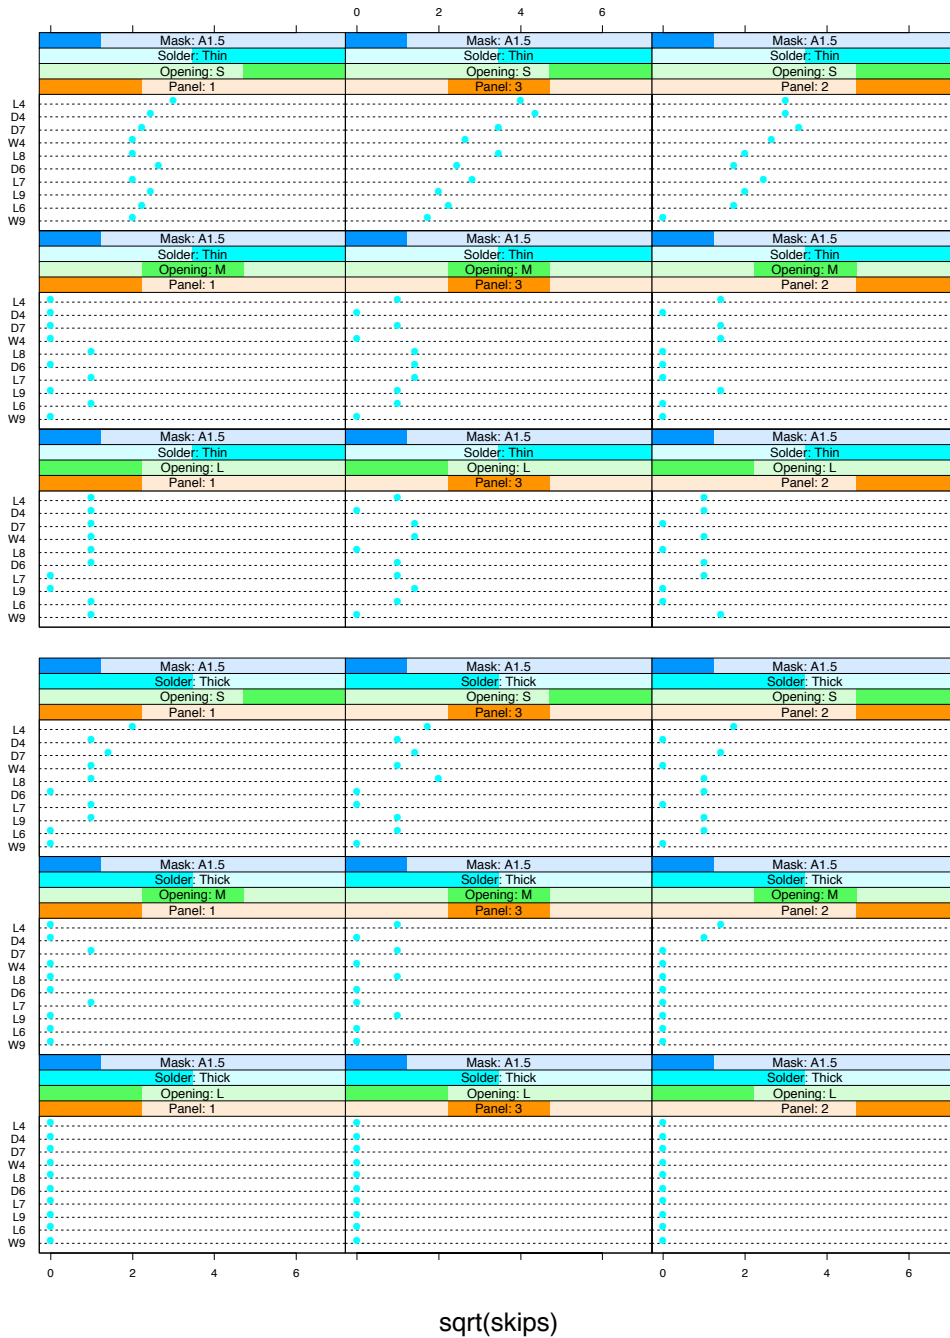 0 2 4 6
Mask: A1.5 Mask: A1.5 Mask: A1.5
Solder: Thin Solder: Thin Solder: Thin
Opening: S Opening: S Opening: S
Panel: 1 Panel: 3 Panel: 2
L4
D4
D7
W4
L8
D6
L7
L9
L6
W9
Mask: A1.5 Mask: A1.5 Mask: A1.5
Solder: Thin Solder: Thin Solder: Thin
Opening: M Opening: M Opening: M
Panel: 1 Panel: 3 Panel: 2
L4
D4
D7
W4
L8
D6
L7
L9
L6
W9
Mask: A1.5 Mask: A1.5 Mask: A1.5
Solder: Thin Solder: Thin Solder: Thin
Opening: L Opening: L Opening: L
Panel: 1 Panel: 3 Panel: 2
L4
D4
D7
W4
L8
D6
L7
L9
L6
W9
Mask: A1.5 Mask: A1.5 Mask: A1.5
Solder: Thick Solder: Thick Solder: Thick
Opening: S Opening: S Opening: S
Panel: 1 Panel: 3 Panel: 2
L4
D4
D7
W4
L8
D6
L7
L9
L6
W9
Mask: A1.5 Mask: A1.5 Mask: A1.5
Solder: Thick Solder: Thick Solder: Thick
Opening: M Opening: M Opening: M
Panel: 1 Panel: 3 Panel: 2
L4
D4
D7
W4
L8
D6
L7
L9
L6
W9
Mask: A1.5 Mask: A1.5 Mask: A1.5
Solder: Thick Solder: Thick Solder: Thick
Opening: L Opening: L Opening: L
Panel: 1 Panel: 3 Panel: 2
L4
D4
D7
W4
L8
D6
L7
L9
L6
W9
0 2 4 6 0 2 4 6
sqrt(skips)